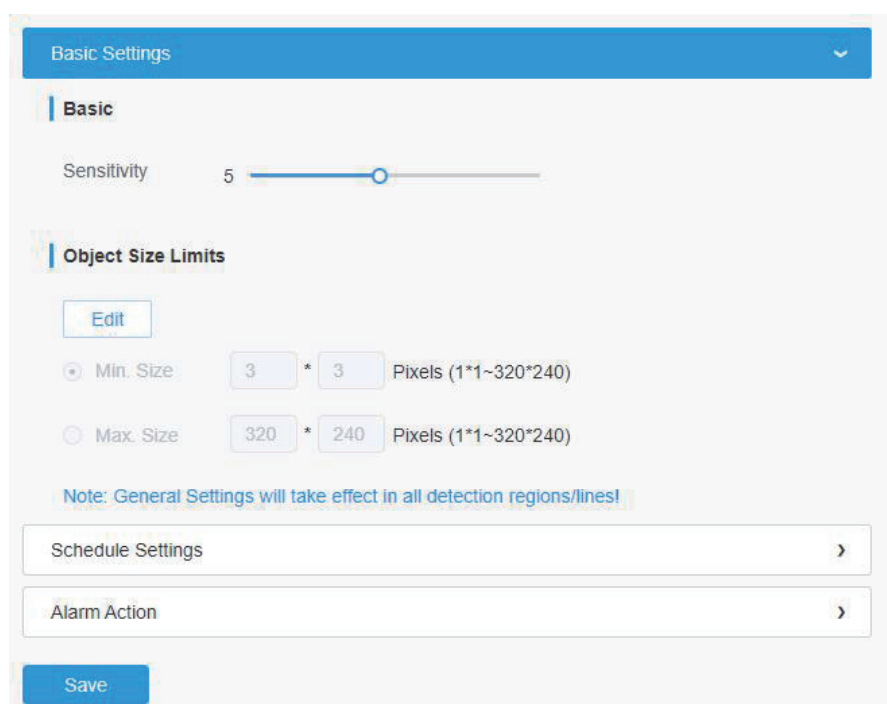 Basic Settings
Basic
Sensitivity 5
Object Size Limits
Edit
Min. Size 3 * 3 Pixels (1*1~320*240)
Max. Size 320 * 240 Pixels (1*1~320*240)
Note: General Settings will take effect in all detection regions/lines!
Schedule Settings
Alarm Action
Save